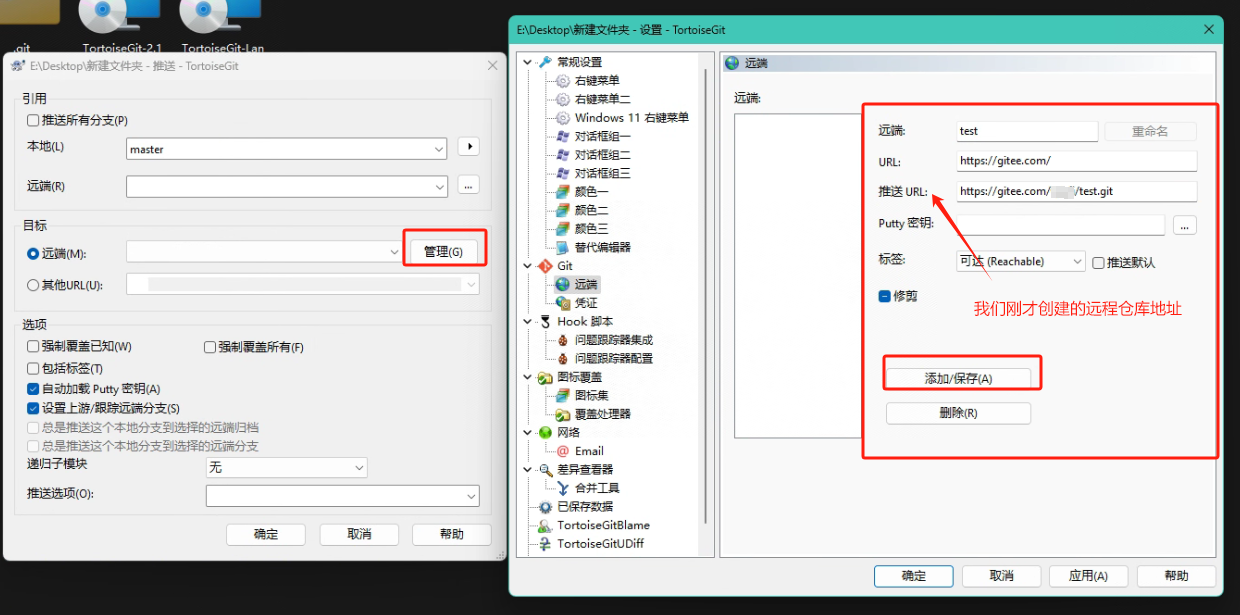 .git
TortoiseGit-2.1
TortoiseGit-Lan
E:\Desktop\新建文件夹 - 推送 - TortoiseGit
引用
推送所有分支(P)
本地(L)
master
远端(R)
...
目标
远端(M):
管理(G)
其他URL(U):
选项
强制覆盖已知(W)
强制覆盖所有(F)
包括标签(T)
自动加载 Putty 密钥(A)
设置上游/跟踪远端分支(S)
总是推送这个本地分支到选择的远端归档
总是推送这个本地分支到选择的远端分支
递归子模块
无
推送选项(O):
确定
取消
帮助
E:\Desktop\新建文件夹 - 设置 - TortoiseGit
常规设置
右键菜单
右键菜单二
Windows 11 右键菜单
对话框组一
对话框组二
对话框组三
颜色一
颜色二
颜色三
替代编辑器
Git
远端
凭证
Hook 脚本
问题跟踪器集成
问题跟踪器配置
图标覆盖
图标集
覆盖处理器
网络
Email
差异查看器
合并工具
已保存数据
TortoiseGitBlame
TortoiseGitUDiff
远端
远端:
远端:
test
重命名
URL:
https://gitee.com/
推送 URL:
https://gitee.com/ /test.git
Putty 密钥:
...
标签:
可达 (Reachable)
推送默认
修剪
我们刚才创建的远程仓库地址
添加/保存(A)
删除(R)
确定
取消
应用(A)
帮助